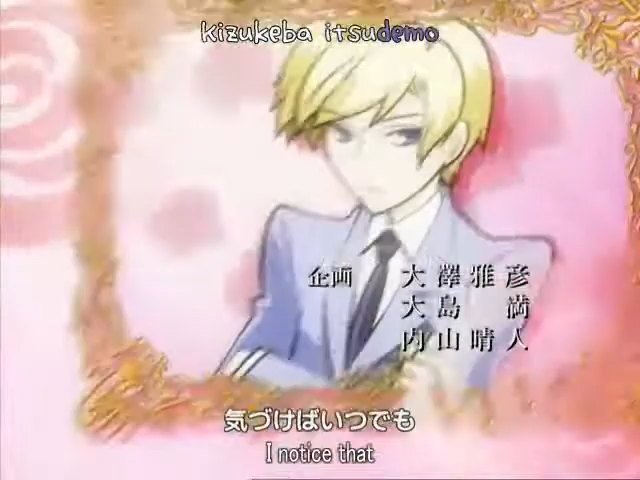 kizukeba itsudemo
企画 大澤雅彦
大島 満
内山晴人
気づけばいつでも
I notice that